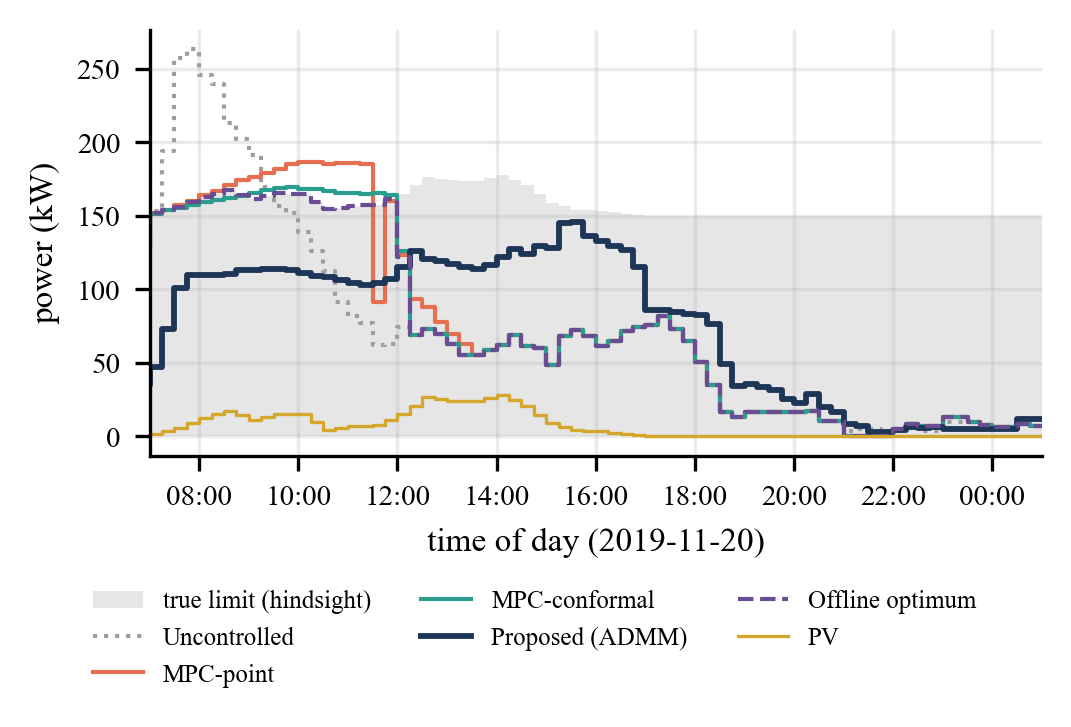 250
200
150
100
50
0
power (kW)
08:00 10:00 12:00 14:00 16:00 18:00 20:00 22:00 00:00
time of day (2019-11-20)
true limit (hindsight) MPC-conformal Offline optimum
Uncontrolled Proposed (ADMM) PV
MPC-point